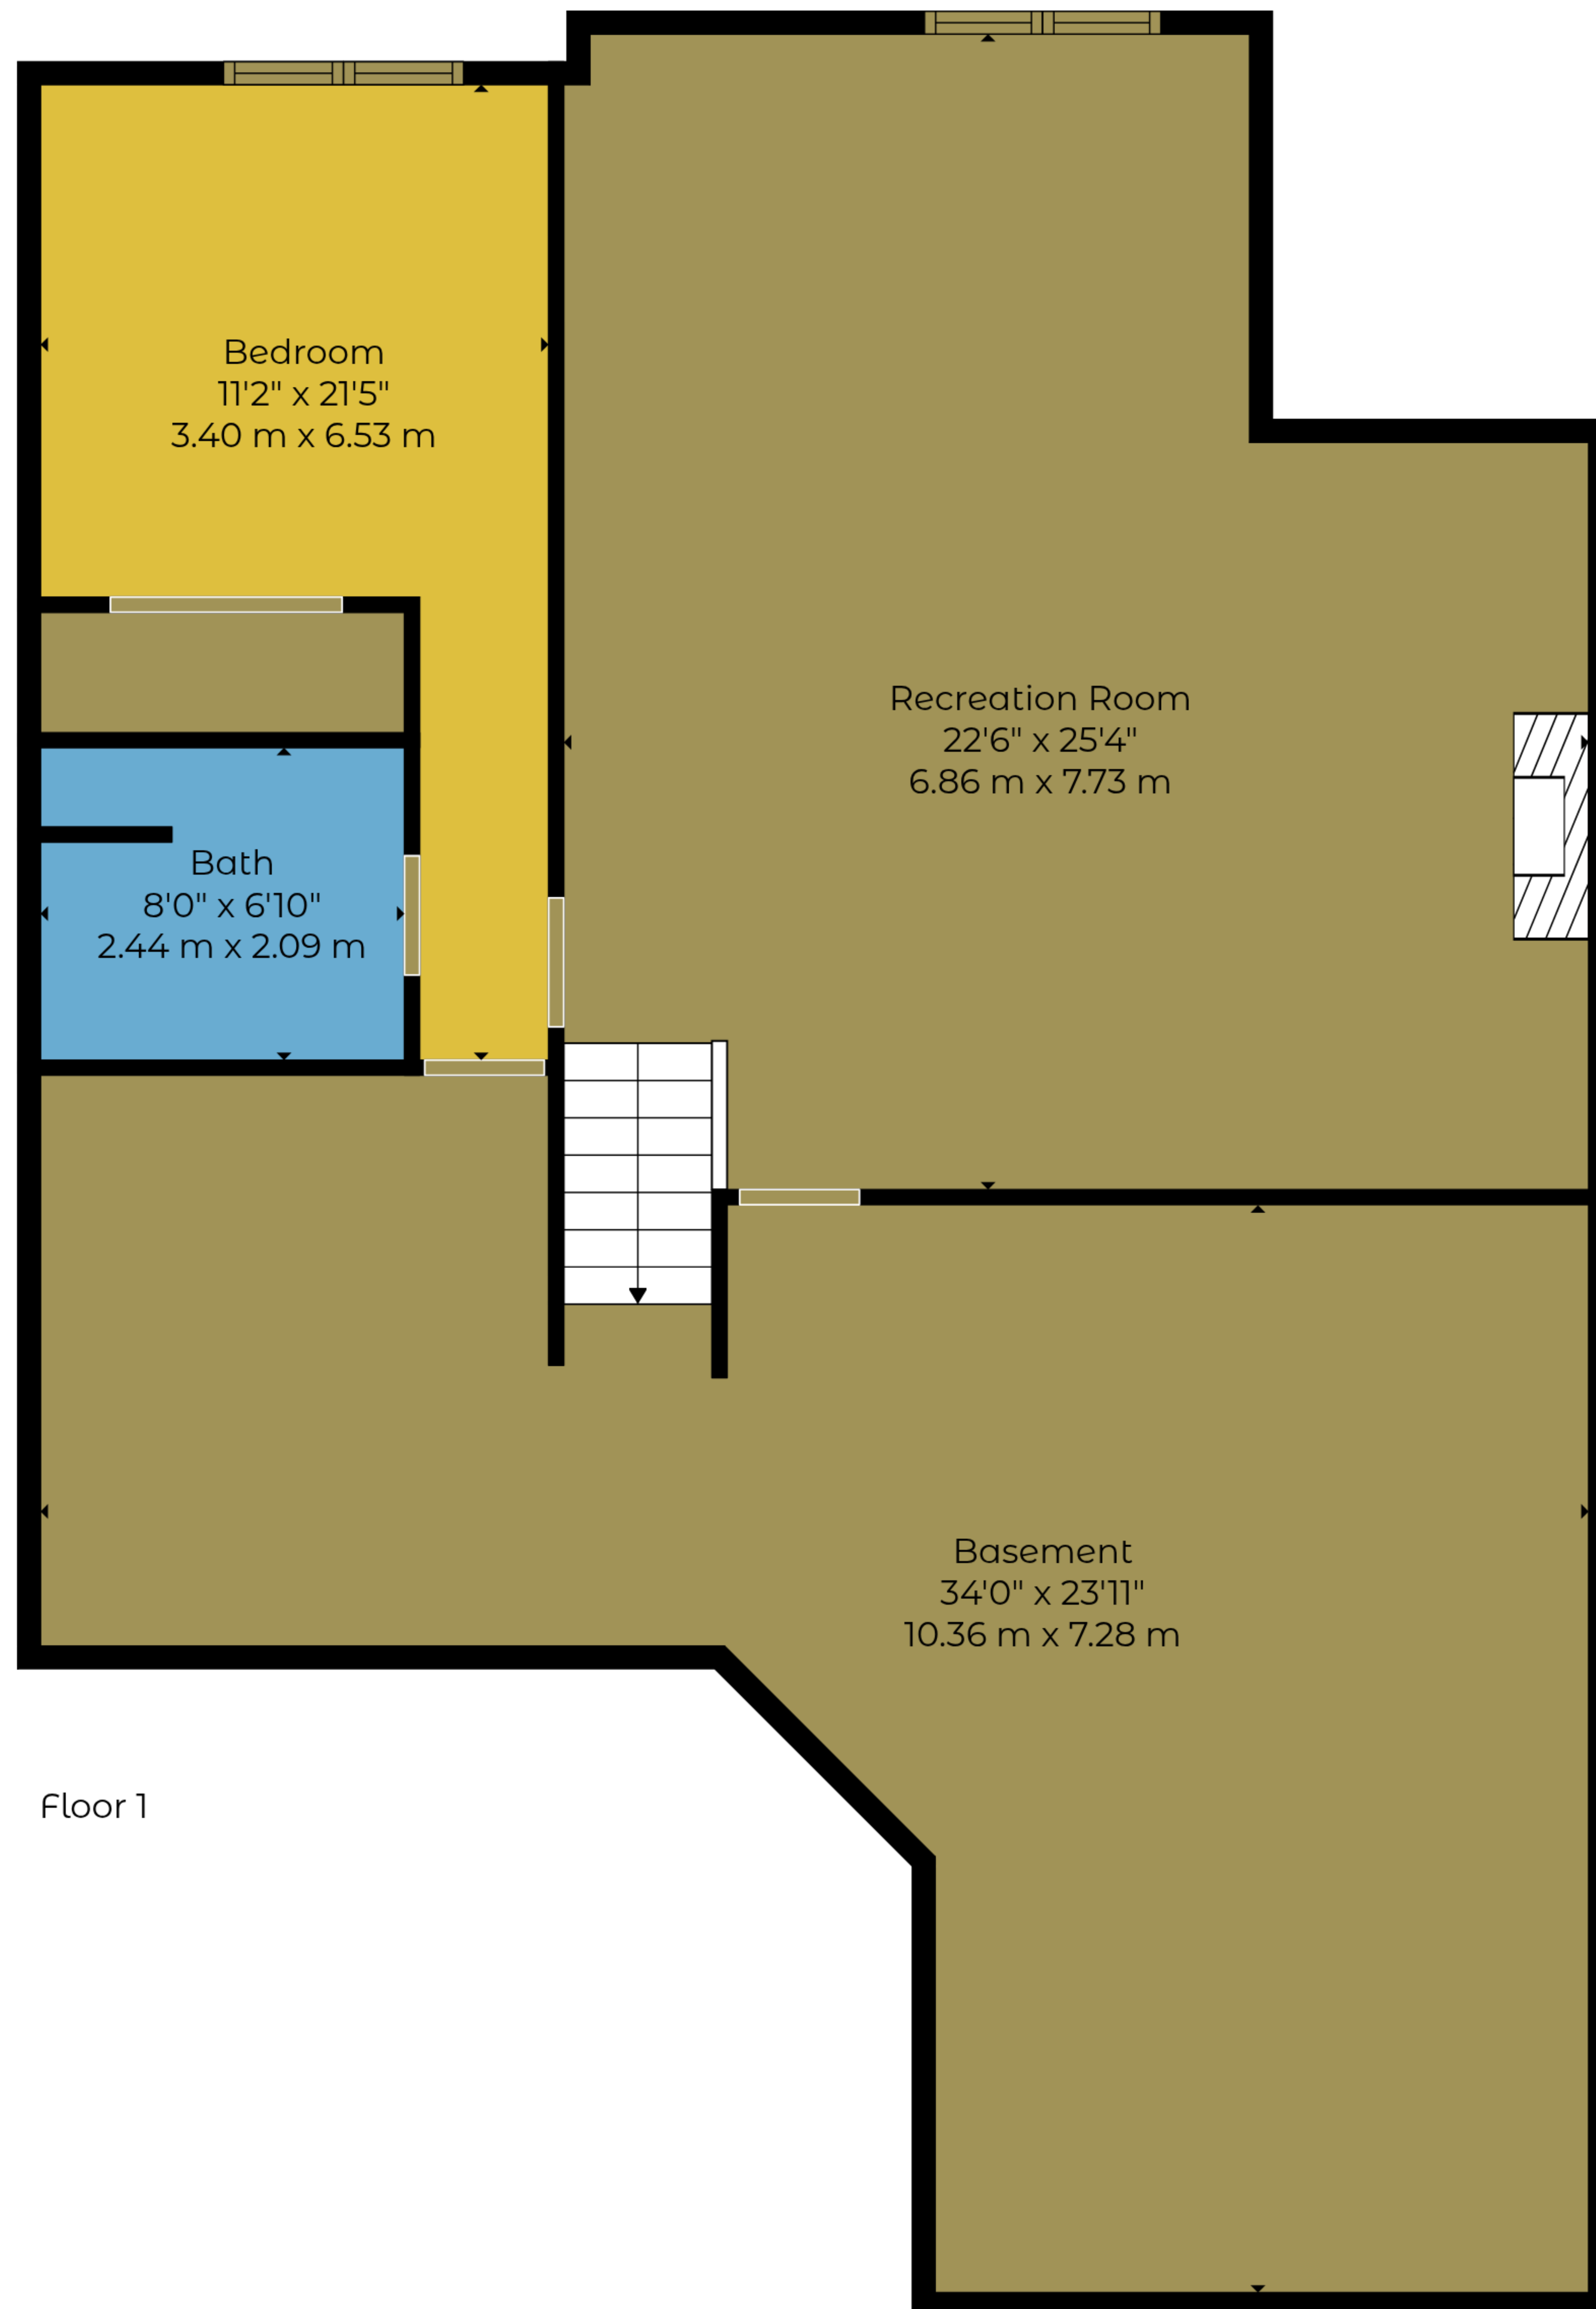 Bedroom
11'2" x 21'5"
3.40 m x 6.53 m
Recreation Room
22'6" x 25'4"
6.86 m x 7.73 m
Bath
8'0" x 6'10"
2.44 m x 2.09 m
Basement
34'0" x 23'11"
10.36 m x 7.28 m
Floor 1